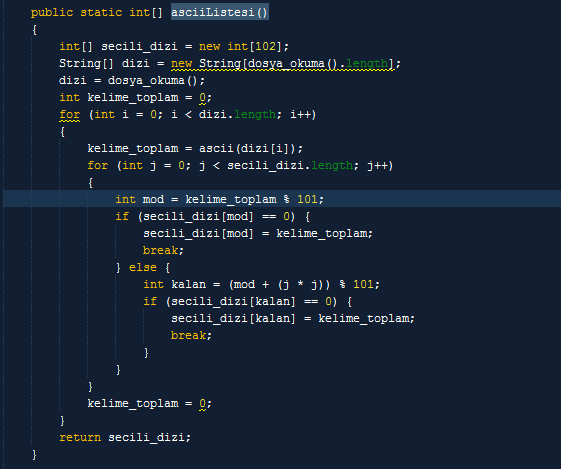 public static int[] asciiListesi()
{
int[] secili_dizi = new int[102];
String[] dizi = new String[dosya_okuma().length];
dizi = dosya_okuma();
int kelime_toplam = 0;
for (int i = 0; i < dizi.length; i++)
{
kelime_toplam = ascii(dizi[i]);
for (int j = 0; j < secili_dizi.length; j++)
{
int mod = kelime_toplam % 101;
if (secili_dizi[mod] == 0) {
secili_dizi[mod] = kelime_toplam;
break;
} else {
int kalan = (mod + (j * j)) % 101;
if (secili_dizi[kalan] == 0) {
secili_dizi[kalan] = kelime_toplam;
break;
}
}
}
kelime_toplam = 0;
}
return secili_dizi;
}